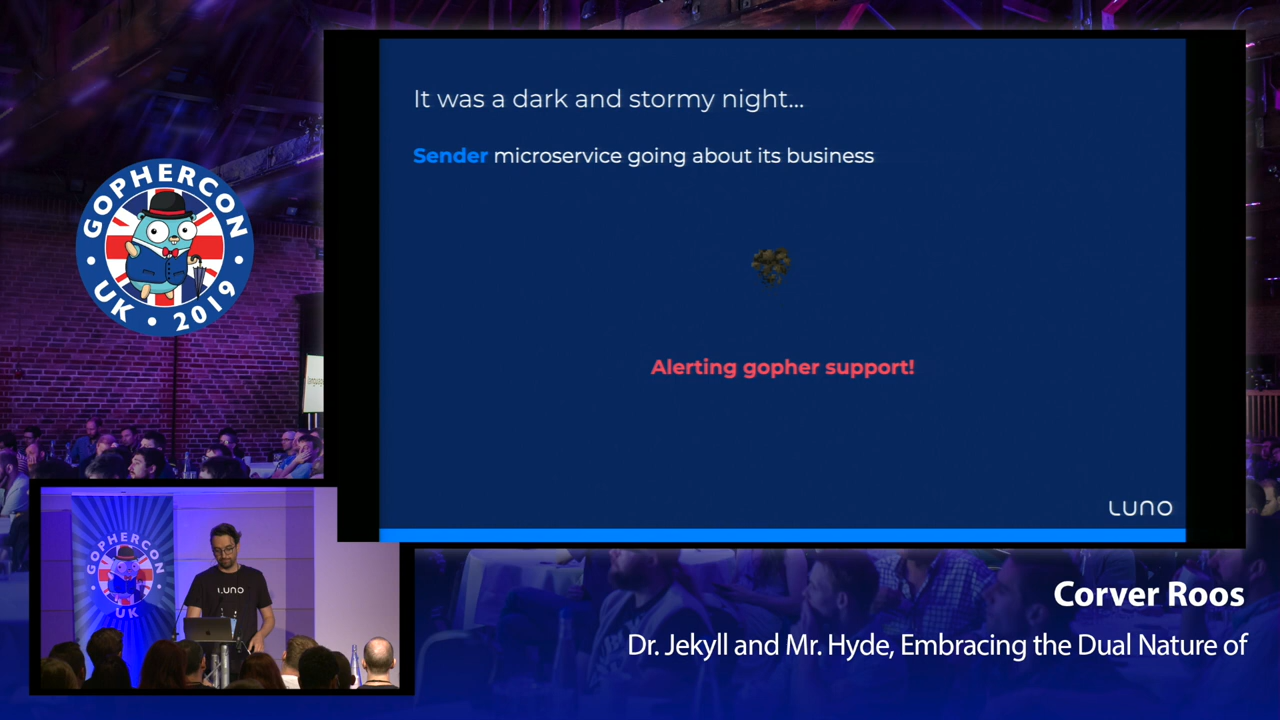 It was a dark and stormy night...
Sender microservice going about its business
Alerting gopher support!
LUNO
GOPHERCON
UK • 2019
GOPHERCON
UK
LUNO
Corver Roos
Dr. Jekyll and Mr. Hyde, Embracing the Dual Nature of